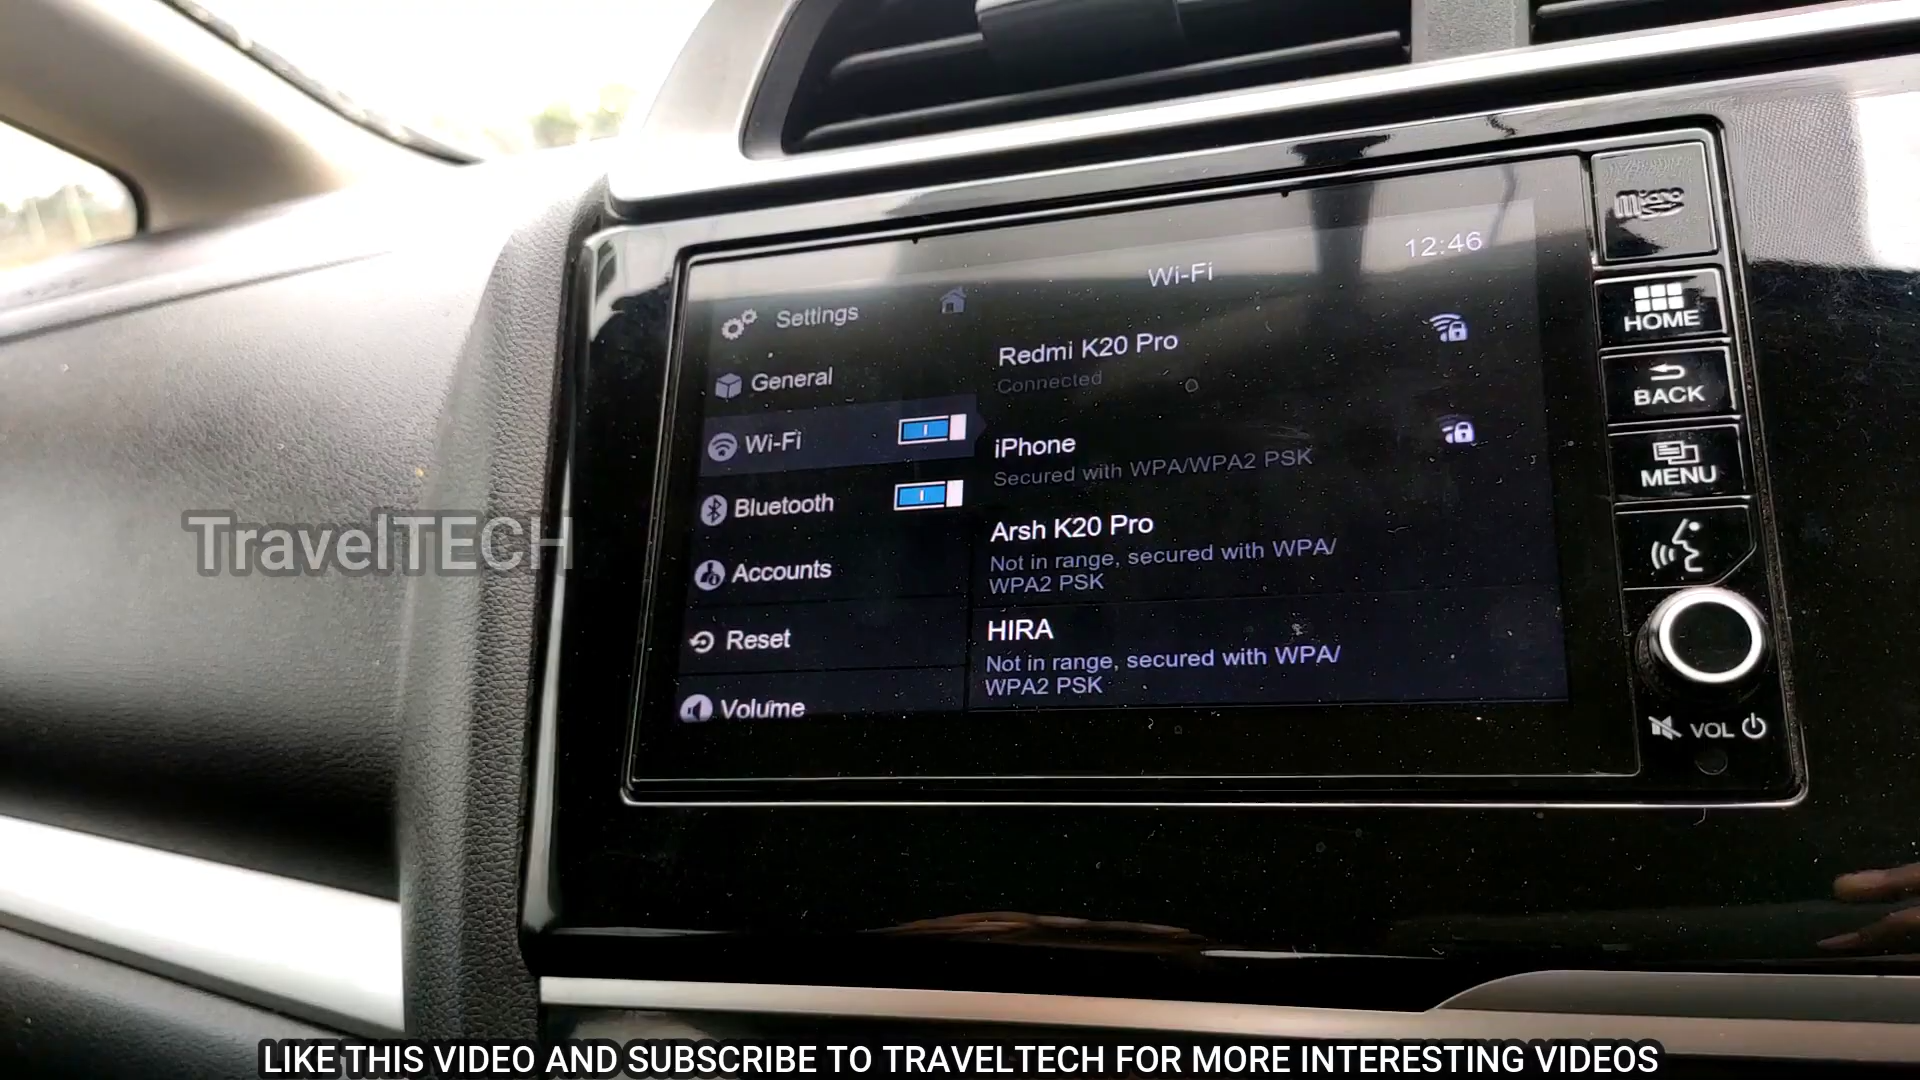 12:46
Wi-Fi
Settings
General
Wi-Fi
Bluetooth
Accounts
Reset
Volume
Redmi K20 Pro
Connected
iPhone
Secured with WPA/WPA2 PSK
Arsh K20 Pro
Not in range, secured with WPA/
WPA2 PSK
HIRA
Not in range, secured with WPA/
WPA2 PSK
micro
HOME
BACK
MENU
VOL
TravelTECH
LIKE THIS VIDEO AND SUBSCRIBE TO TRAVELTECH FOR MORE INTERESTING VIDEOS